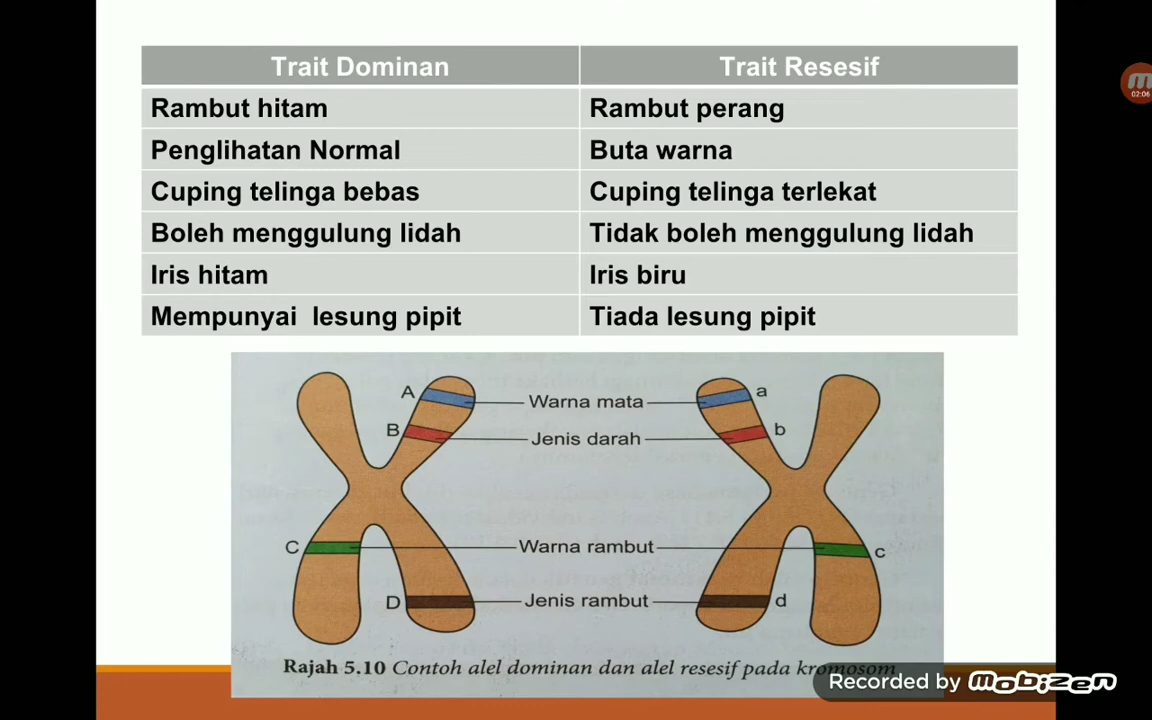 Trait Dominan Trait Resesif
Rambut hitam Rambut perang
Penglihatan Normal Buta warna
Cuping telinga bebas Cuping telinga terlekat
Boleh menggulung lidah Tidak boleh menggulung lidah
Iris hitam Iris biru
Mempunyai lesung pipit Tiada lesung pipit
A Warna mata a
B Jenis darah b
C Warna rambut c
D Jenis rambut d
Rajah 5.10 Contoh alel dominan dan alel resesif pada kromosom
Recorded by mobizen
02:06